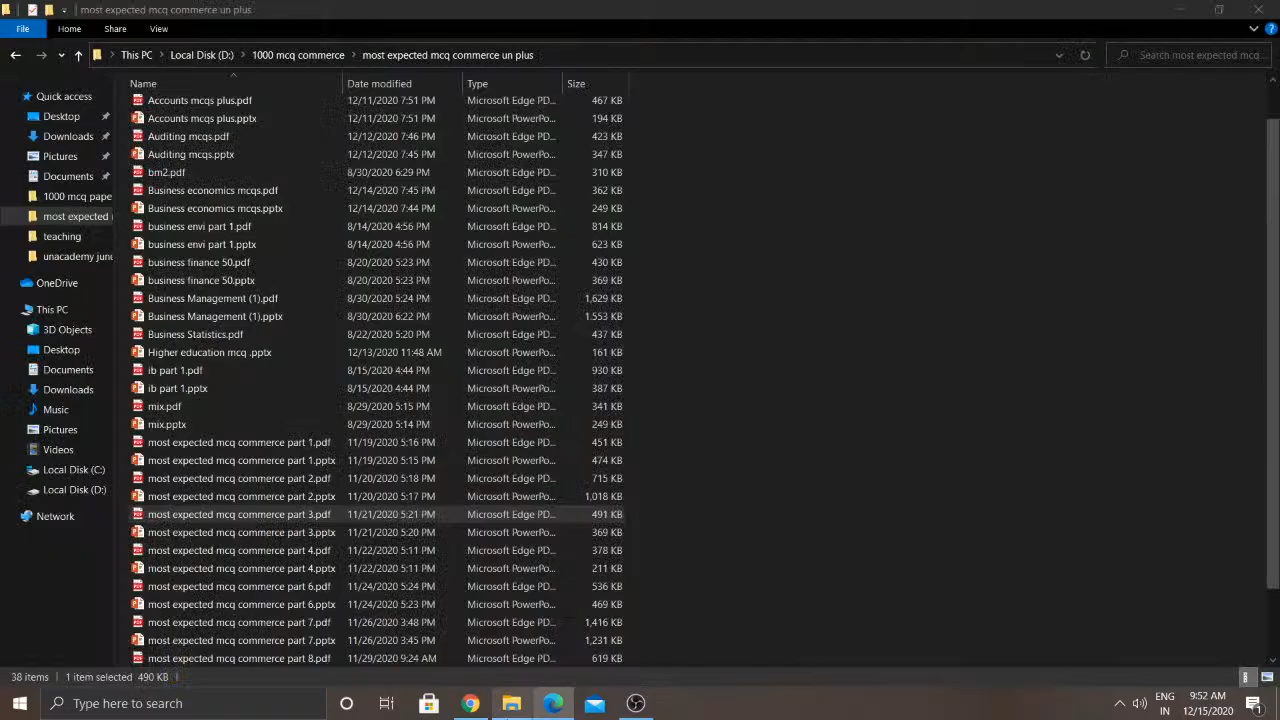 most expected mcq commerce un plus
File Home Share View
This PC > Local Disk (D:) > 1000 mcq commerce > most expected mcq commerce un plus
Search most expected mcq
Quick access
Desktop
Downloads
Pictures
Documents
1000 mcq pape
most expected
teaching
unacademy june
OneDrive
This PC
3D Objects
Desktop
Documents
Downloads
Music
Pictures
Videos
Local Disk (C:)
Local Disk (D:)
Network
Name Date modified Type Size
Accounts mcqs plus.pdf 12/11/2020 7:51 PM Microsoft Edge PD... 467 KB
Accounts mcqs plus.pptx 12/11/2020 7:51 PM Microsoft PowerPo... 194 KB
Auditing mcqs.pdf 12/12/2020 7:46 PM Microsoft Edge PD... 423 KB
Auditing mcqs.pptx 12/12/2020 7:45 PM Microsoft PowerPo... 347 KB
bm2.pdf 8/30/2020 6:29 PM Microsoft Edge PD... 310 KB
Business economics mcqs.pdf 12/14/2020 7:45 PM Microsoft Edge PD... 362 KB
Business economics mcqs.pptx 12/14/2020 7:44 PM Microsoft PowerPo... 249 KB
business envi part 1.pdf 8/14/2020 4:56 PM Microsoft Edge PD... 814 KB
business envi part 1.pptx 8/14/2020 4:56 PM Microsoft PowerPo... 623 KB
business finance 50.pdf 8/20/2020 5:23 PM Microsoft Edge PD... 430 KB
business finance 50.pptx 8/20/2020 5:23 PM Microsoft PowerPo... 369 KB
Business Management (1).pdf 8/30/2020 5:24 PM Microsoft Edge PD... 1,629 KB
Business Management (1).pptx 8/30/2020 6:22 PM Microsoft PowerPo... 1,553 KB
Business Statistics.pdf 8/22/2020 5:20 PM Microsoft Edge PD... 437 KB
Higher education mcq .pptx 12/13/2020 11:48 AM Microsoft PowerPo... 161 KB
ib part 1.pdf 8/15/2020 4:44 PM Microsoft Edge PD... 930 KB
ib part 1.pptx 8/15/2020 4:44 PM Microsoft PowerPo... 387 KB
mix.pdf 8/29/2020 5:15 PM Microsoft Edge PD... 341 KB
mix.pptx 8/29/2020 5:14 PM Microsoft PowerPo... 249 KB
most expected mcq commerce part 1.pdf 11/19/2020 5:16 PM Microsoft Edge PD... 451 KB
most expected mcq commerce part 1.pptx 11/19/2020 5:15 PM Microsoft PowerPo... 474 KB
most expected mcq commerce part 2.pdf 11/20/2020 5:18 PM Microsoft Edge PD... 715 KB
most expected mcq commerce part 2.pptx 11/20/2020 5:17 PM Microsoft PowerPo... 1,018 KB
most expected mcq commerce part 3.pdf 11/21/2020 5:21 PM Microsoft Edge PD... 491 KB
most expected mcq commerce part 3.pptx 11/21/2020 5:20 PM Microsoft PowerPo... 369 KB
most expected mcq commerce part 4.pdf 11/22/2020 5:11 PM Microsoft Edge PD... 378 KB
most expected mcq commerce part 4.pptx 11/22/2020 5:11 PM Microsoft PowerPo... 211 KB
most expected mcq commerce part 6.pdf 11/24/2020 5:24 PM Microsoft Edge PD... 536 KB
most expected mcq commerce part 6.pptx 11/24/2020 5:23 PM Microsoft PowerPo... 469 KB
most expected mcq commerce part 7.pdf 11/26/2020 3:48 PM Microsoft Edge PD... 1,416 KB
most expected mcq commerce part 7.pptx 11/26/2020 3:45 PM Microsoft PowerPo... 1,231 KB
most expected mcq commerce part 8.pdf 11/29/2020 9:24 AM Microsoft Edge PD... 619 KB
38 items 1 item selected 490 KB
Type here to search
ENG 9:52 AM
IN 12/15/2020